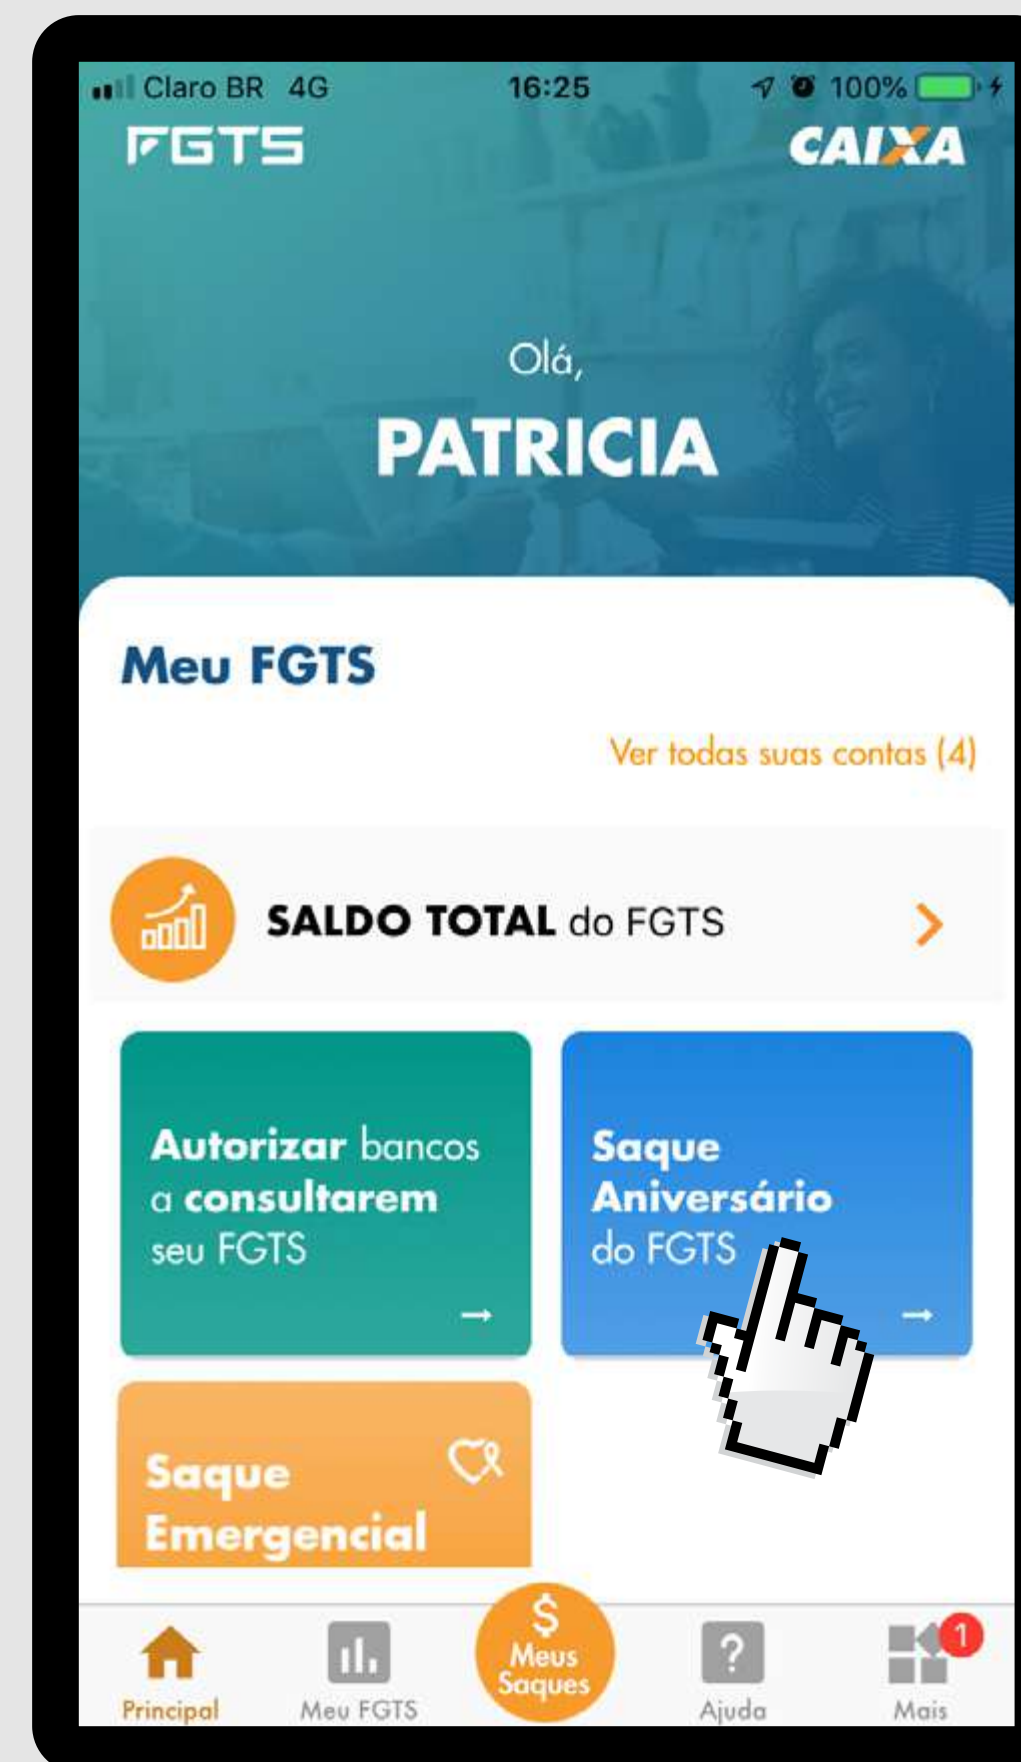 Claro BR 4G 16:25 100%
FGTS CAIXA
Olá,
PATRICIA
Meu FGTS
Ver todas suas contas (4)
SALDO TOTAL do FGTS
Autorizar bancos
a consultarem
seu FGTS
Saque
Aniversário
do FGTS
Saque
Emergencial
$
Meus
Saques
?
1
Principal
Meu FGTS
Ajuda
Mais